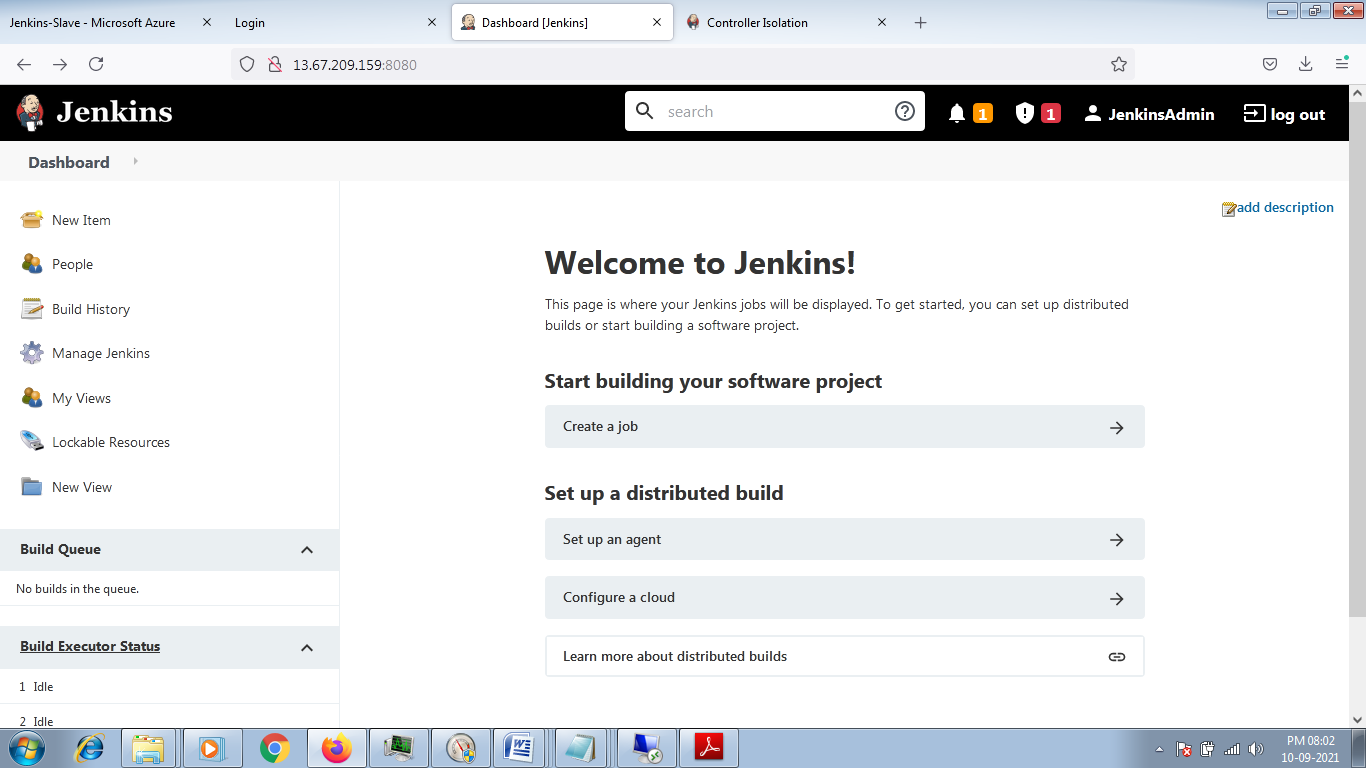 Jenkins-Slave - Microsoft Azure
Login
Dashboard [Jenkins]
Controller Isolation
13.67.209.159:8080
Jenkins
search
1
1
JenkinsAdmin
log out
Dashboard
New Item
People
Build History
Manage Jenkins
My Views
Lockable Resources
New View
Build Queue
No builds in the queue.
Build Executor Status
1 Idle
2 Idle
add description
Welcome to Jenkins!
This page is where your Jenkins jobs will be displayed. To get started, you can set up distributed
builds or start building a software project.
Start building your software project
Create a job
Set up a distributed build
Set up an agent
Configure a cloud
Learn more about distributed builds
PM 08:02
10-09-2021